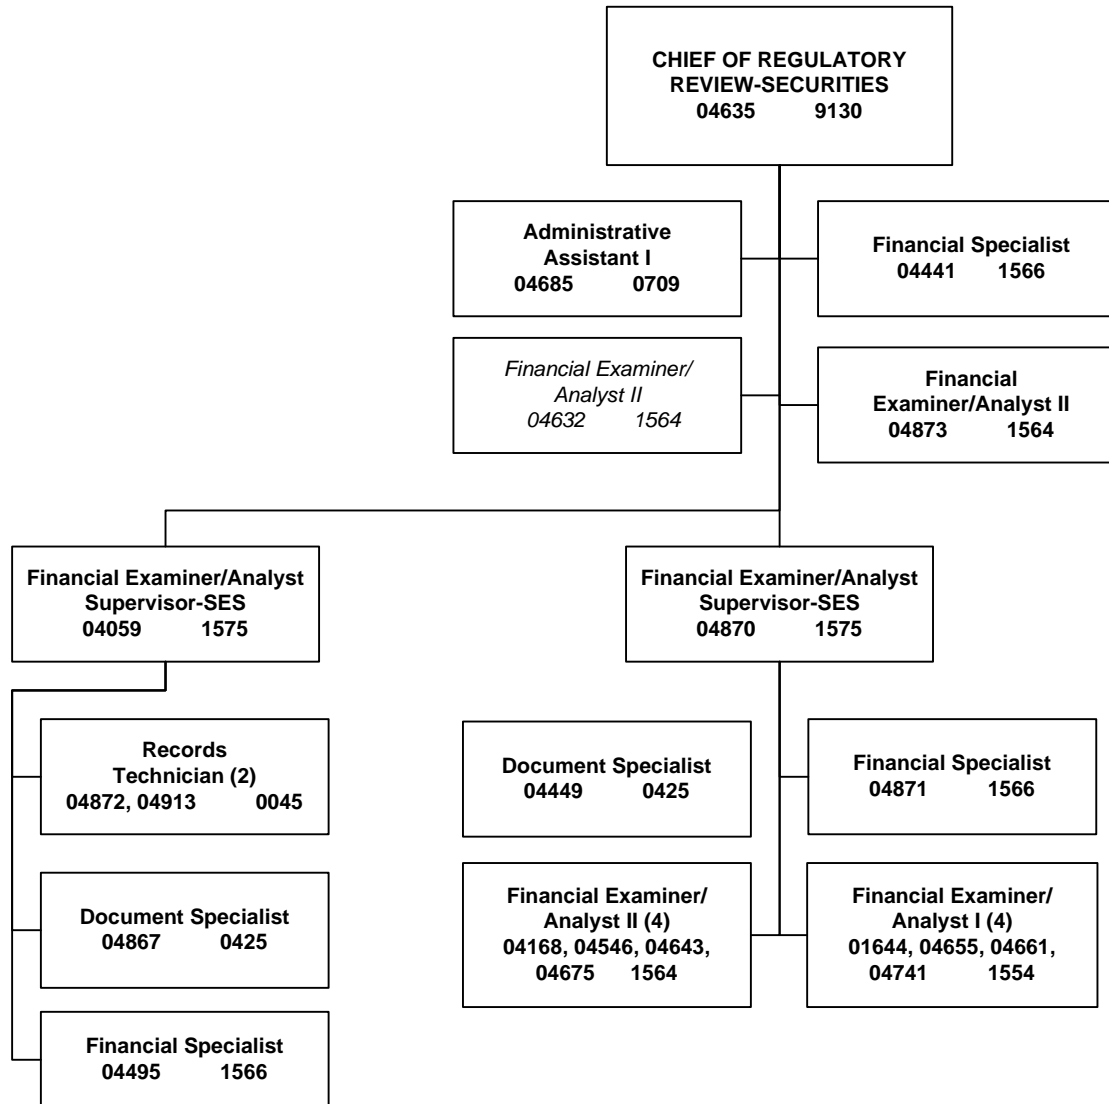 CHIEF OF REGULATORY
REVIEW-SECURITIES
04635 9130
Administrative
Assistant I
04685 0709
Financial Specialist
04441 1566
Financial Examiner/
Analyst II
04632 1564
Financial
Examiner/Analyst II
04873 1564
Financial Examiner/Analyst
Supervisor-SES
04059 1575
Financial Examiner/Analyst
Supervisor-SES
04870 1575
Records
Technician (2)
04872, 04913 0045
Document Specialist
04867 0425
Financial Specialist
04495 1566
Document Specialist
04449 0425
Financial Specialist
04871 1566
Financial Examiner/
Analyst II (4)
04168, 04546, 04643,
04675 1564
Financial Examiner/
Analyst I (4)
01644, 04655, 04661,
04741 1554